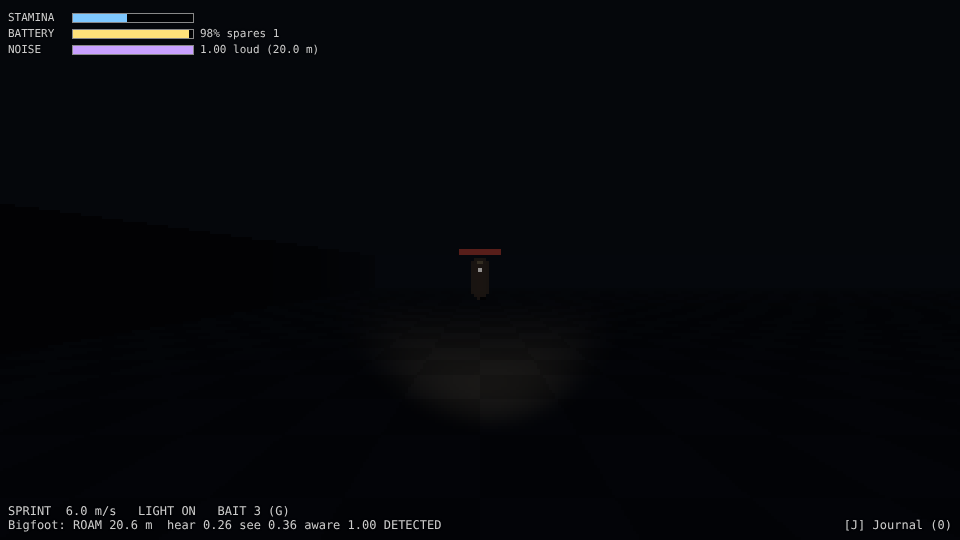 STAMINA
BATTERY 98% spares 1
NOISE 1.00 loud (20.0 m)
SPRINT 6.0 m/s LIGHT ON BAIT 3 (G)
Bigfoot: ROAM 20.6 m hear 0.26 see 0.36 aware 1.00 DETECTED
[J] Journal (0)